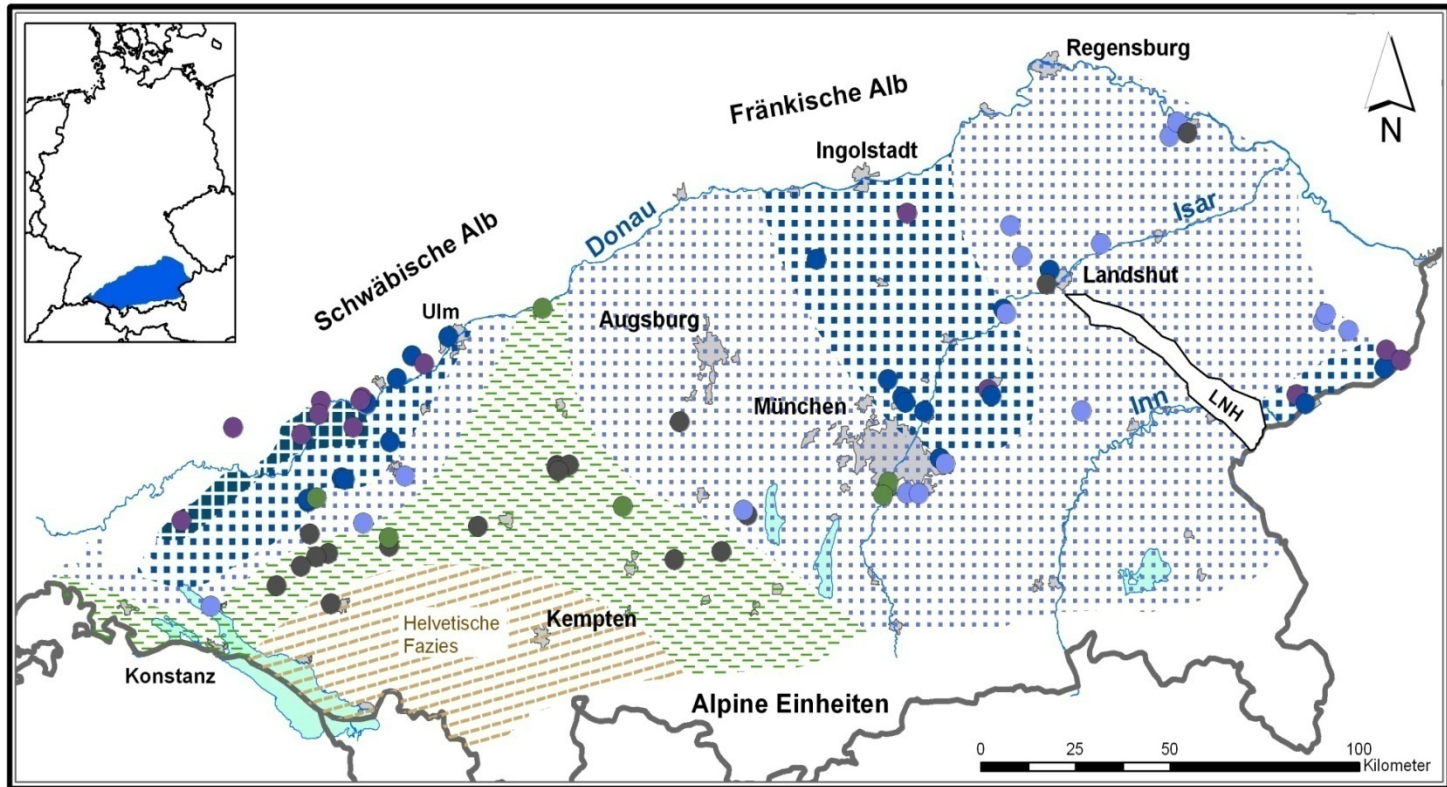 Regensburg
Fränkische Alb
N
Ingolstadt
Isar
Donau
Schwäbische Alb
Landshut
Ulm
Augsburg
München
Inn
LNH
Helvetische
Fazies
Kempten
Konstanz
Alpine Einheiten
0 25 50 100
Kilometer